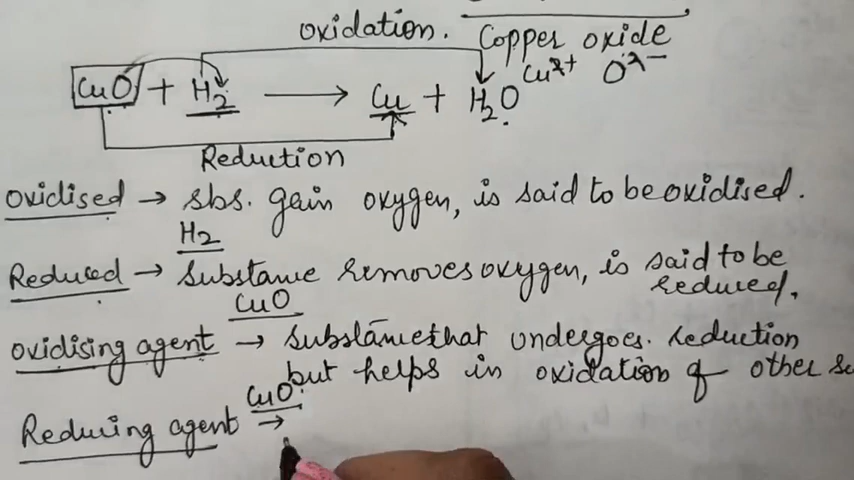 oxidation. Copper oxide
Cu2+ O2-
CuO + H2 → Cu + H2O
Reduction
oxidised → sbs. gain oxygen, is said to be oxidised.
H2
Reduced → substance removes oxygen, is said to be
reduced.
CuO
oxidising agent → substance that undergoes. reduction
but helps in oxidation of other
CuO
Reducing agent →